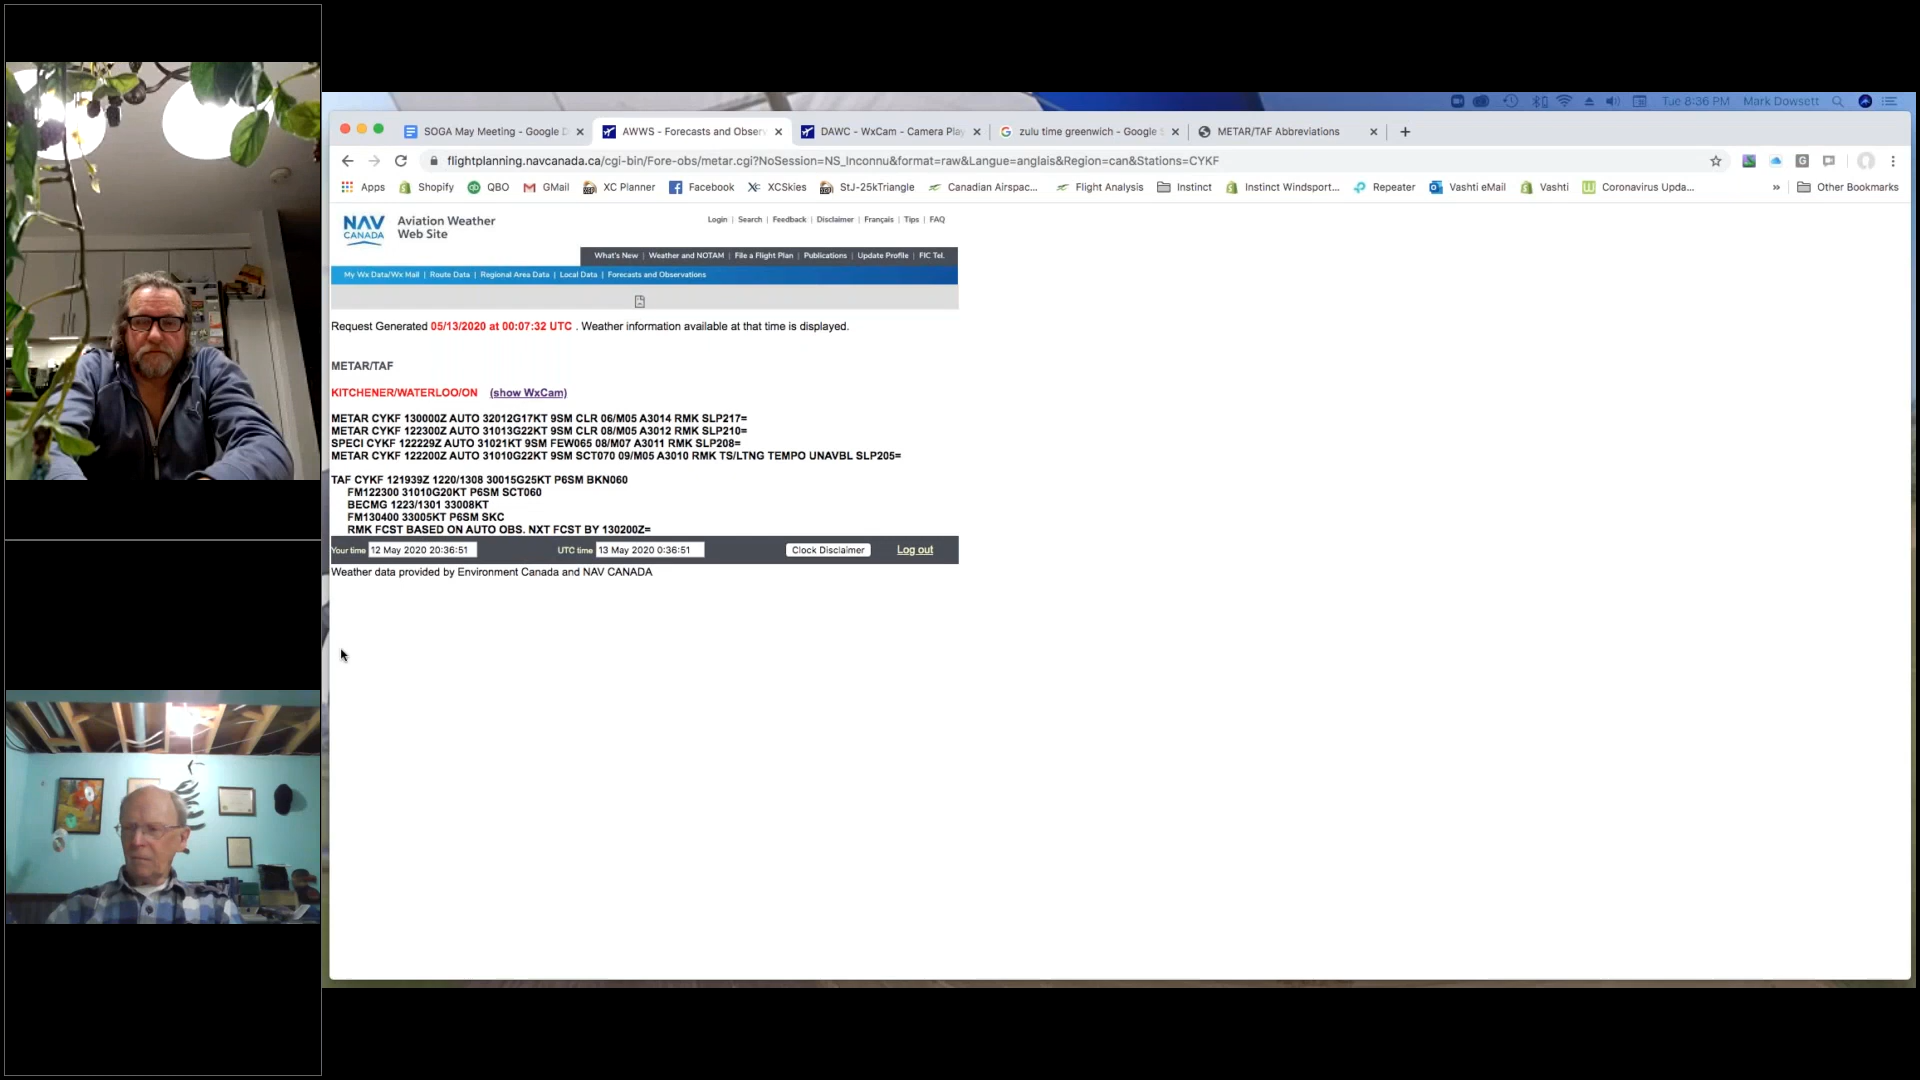 Tue 8:36 PM Mark Dowsett
SOGA May Meeting - Google D
AWWS - Forecasts and Obser
DAWC - WxCam - Camera Play
zulu time greenwich - Google S
METAR/TAF Abbreviations
flightplanning.navcanada.ca/cgi-bin/Fore-obs/metar.cgi?NoSession=NS_Inconnu&format=raw&Langue=anglais&Region=can&Stations=CYKF
Apps Shopify QBO GMail XC Planner Facebook XCSkies StJ-25kTriangle Canadian Airspac... Flight Analysis Instinct Instinct Windsport... Repeater Vashti eMail Vashti Coronavirus Upda... » Other Bookmarks
NAV CANADA
Aviation Weather
Web Site
Login | Search | Feedback | Disclaimer | Français | Tips | FAQ
What's New | Weather and NOTAM | File a Flight Plan | Publications | Update Profile | FIC Tel.
My Wx Data/Wx Mail | Route Data | Regional Area Data | Local Data | Forecasts and Observations
Request Generated 05/13/2020 at 00:07:32 UTC . Weather information available at that time is displayed.
METAR/TAF
KITCHENER/WATERLOO/ON (show WxCam)
METAR CYKF 130000Z AUTO 32012G17KT 9SM CLR 06/M05 A3014 RMK SLP217=
METAR CYKF 122300Z AUTO 31013G22KT 9SM CLR 08/M05 A3012 RMK SLP210=
SPECI CYKF 122229Z AUTO 31021KT 9SM FEW065 08/M07 A3011 RMK SLP208=
METAR CYKF 122200Z AUTO 31010G22KT 9SM SCT070 09/M05 A3010 RMK TS/LTNG TEMPO UNAVBL SLP205=
TAF CYKF 121939Z 1220/1308 30015G25KT P6SM BKN060
FM122300 31010G20KT P6SM SCT060
BECMG 1223/1301 33008KT
FM130400 33005KT P6SM SKC
RMK FCST BASED ON AUTO OBS. NXT FCST BY 130200Z=
Your time 12 May 2020 20:36:51 UTC time 13 May 2020 0:36:51 Clock Disclaimer Log out
Weather data provided by Environment Canada and NAV CANADA